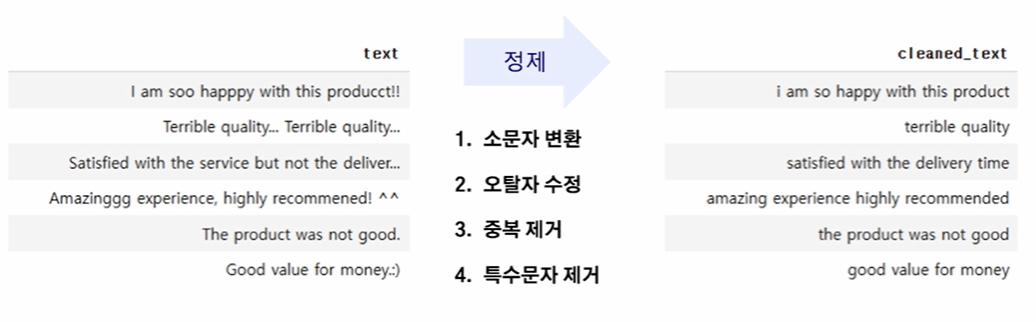 text
I am soo happpy with this producct!!
Terrible quality... Terrible quality...
Satisfied with the service but not the deliver...
Amazinggg experience, highly recommened! ^^
The product was not good.
Good value for money.:)
정제
1. 소문자 변환
2. 오탈자 수정
3. 중복 제거
4. 특수문자 제거
cleaned_text
i am so happy with this product
terrible quality
satisfied with the delivery time
amazing experience highly recommended
the product was not good
good value for money